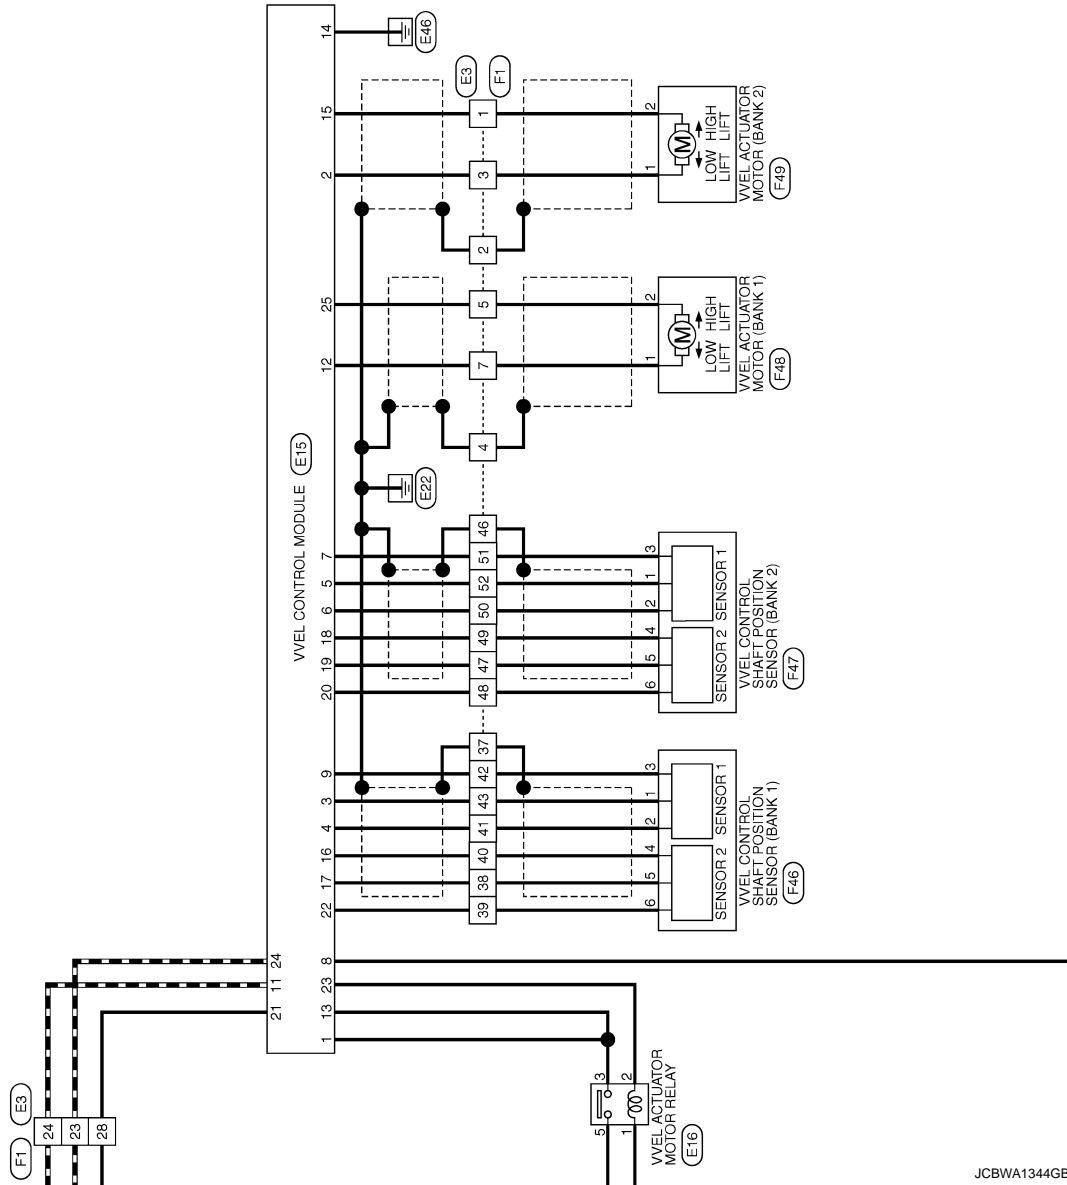 14
E46
E3
F1
15
1
2
2
3
1
LOW LIFT
HIGH LIFT
M
VVEL ACTUATOR
MOTOR (BANK 2)
F49
2
25
5
2
12
7
1
LOW LIFT
HIGH LIFT
M
VVEL ACTUATOR
MOTOR (BANK 1)
F48
4
VVEL CONTROL MODULE
E15
E22
46
7
51
3
5
52
1
6
50
2
18
49
4
19
47
5
20
48
6
SENSOR 1
SENSOR 2
VVEL CONTROL
SHAFT POSITION
SENSOR (BANK 2)
F47
37
9
42
3
3
43
1
4
41
2
16
40
4
17
38
5
22
39
6
SENSOR 1
SENSOR 2
VVEL CONTROL
SHAFT POSITION
SENSOR (BANK 1)
F46
24
8
11
23
21
13
1
3
2
5
1
VVEL ACTUATOR
MOTOR RELAY
E16
E3
F1
24
23
28
JCBWA1344GB